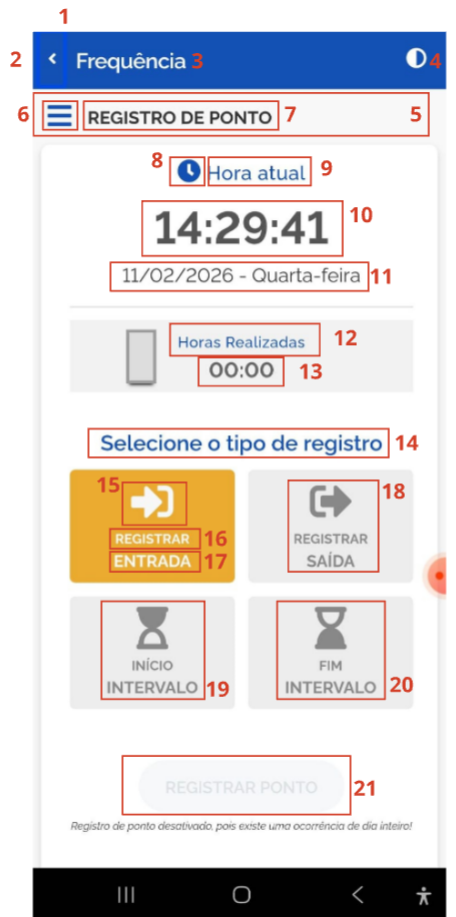 1
2 < Frequência 3 4
6 REGISTRO DE PONTO 7 5
8 Hora atual 9
14:29:41 10
11/02/2026 - Quarta-feira 11
Horas Realizadas 12
00:00 13
Selecione o tipo de registro 14
15
REGISTRAR 16
ENTRADA 17
18
REGISTRAR
SAÍDA
INÍCIO
INTERVALO 19
FIM
INTERVALO 20
REGISTRAR PONTO 21
Registro de ponto desativado, pois existe uma ocorrência de dia inteiro!